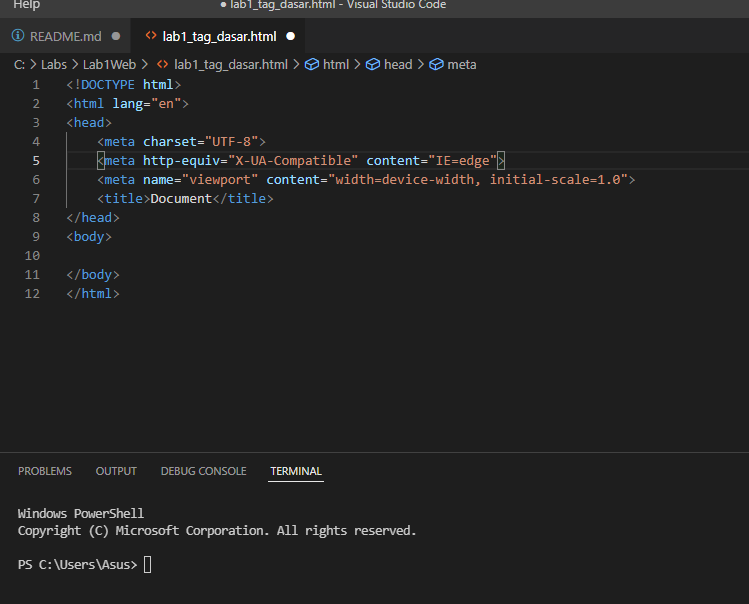 Help
● lab1_tag_dasar.html - Visual Studio Code
README.md ●
<> lab1_tag_dasar.html ●
C: > Labs > Lab1Web > <> lab1_tag_dasar.html > html > head > meta
1 <!DOCTYPE html>
2 <html lang="en">
3 <head>
4 <meta charset="UTF-8">
5 <meta http-equiv="X-UA-Compatible" content="IE=edge">
6 <meta name="viewport" content="width=device-width, initial-scale=1.0">
7 <title>Document</title>
8 </head>
9 <body>
10
11 </body>
12 </html>
PROBLEMS OUTPUT DEBUG CONSOLE TERMINAL
Windows PowerShell
Copyright (C) Microsoft Corporation. All rights reserved.
PS C:\Users\Asus>